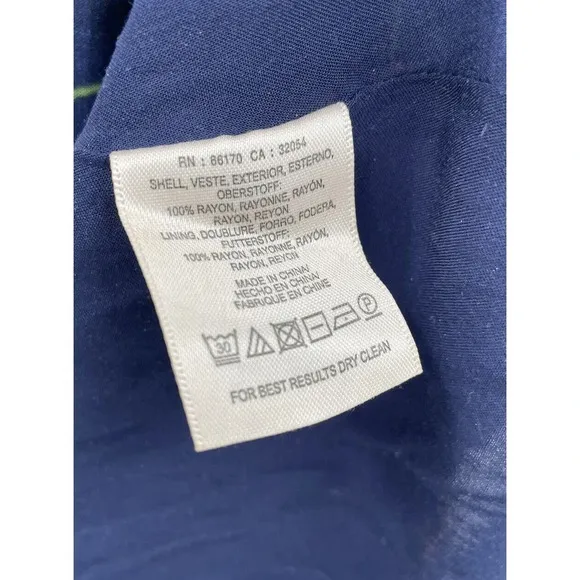 RN : 86170 CA : 32054
SHELL, VESTE, EXTERIOR, ESTERNO,
OBERSTOFF:
100% RAYON, RAYONNE, RAYÓN,
RAYON, REYON
LINING, DOUBLURE, FORRO, FODERA,
FUTTERSTOFF:
100% RAYON, RAYONNE, RAYÓN,
RAYON, REYON
MADE IN CHINA/
HECHO EN CHINA/
FABRIQUE EN CHINE
30 P
FOR BEST RESULTS DRY CLEAN